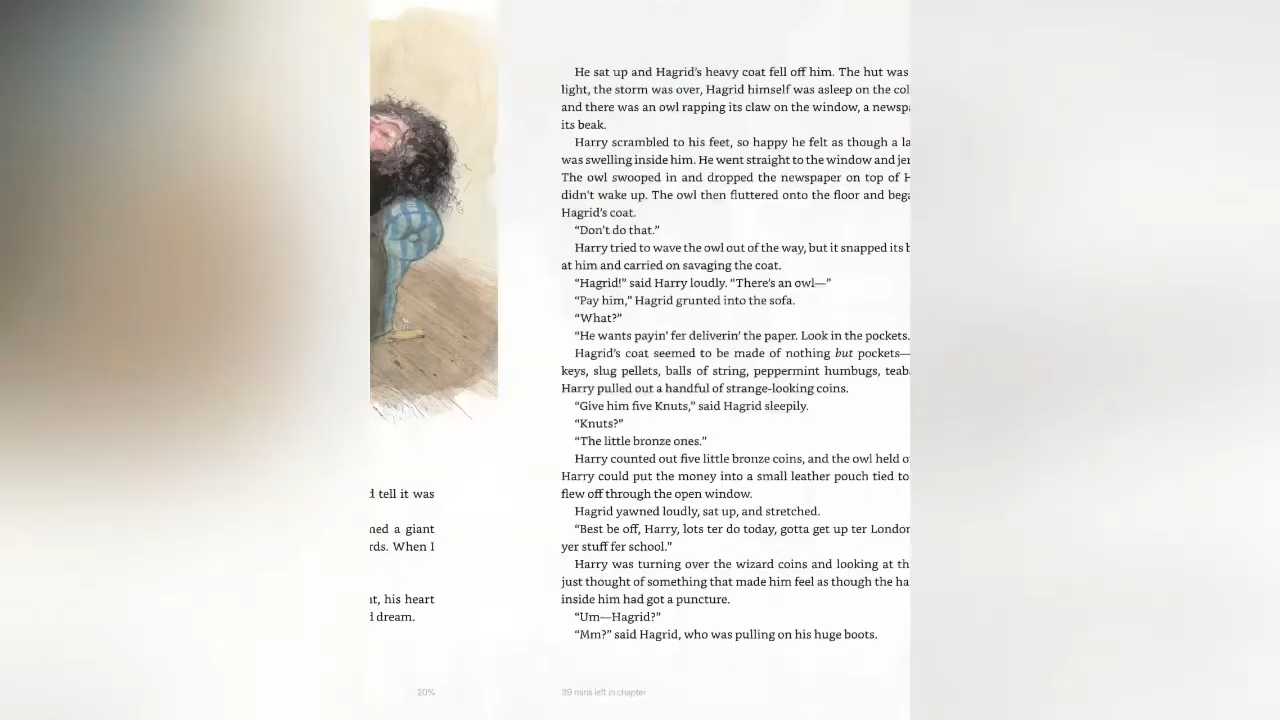 d tell it was
ned a giant
rds. When I
nt, his heart
d dream.
20%
He sat up and Hagrid’s heavy coat fell off him. The hut was
light, the storm was over, Hagrid himself was asleep on the col
and there was an owl rapping its claw on the window, a newspa
its beak.
Harry scrambled to his feet, so happy he felt as though a la
was swelling inside him. He went straight to the window and jer
The owl swooped in and dropped the newspaper on top of H
didn’t wake up. The owl then fluttered onto the floor and bega
Hagrid’s coat.
“Don’t do that.”
Harry tried to wave the owl out of the way, but it snapped its b
at him and carried on savaging the coat.
“Hagrid!” said Harry loudly. “There’s an owl—”
“Pay him,” Hagrid grunted into the sofa.
“What?”
“He wants payin’ fer deliverin’ the paper. Look in the pockets.
Hagrid’s coat seemed to be made of nothing but pockets—
keys, slug pellets, balls of string, peppermint humbugs, teab
Harry pulled out a handful of strange-looking coins.
“Give him five Knuts,” said Hagrid sleepily.
“Knuts?”
“The little bronze ones.”
Harry counted out five little bronze coins, and the owl held o
Harry could put the money into a small leather pouch tied to
flew off through the open window.
Hagrid yawned loudly, sat up, and stretched.
“Best be off, Harry, lots ter do today, gotta get up ter London
yer stuff fer school.”
Harry was turning over the wizard coins and looking at th
just thought of something that made him feel as though the ha
inside him had got a puncture.
“Um—Hagrid?”
“Mm?” said Hagrid, who was pulling on his huge boots.
39 mins left in chapter